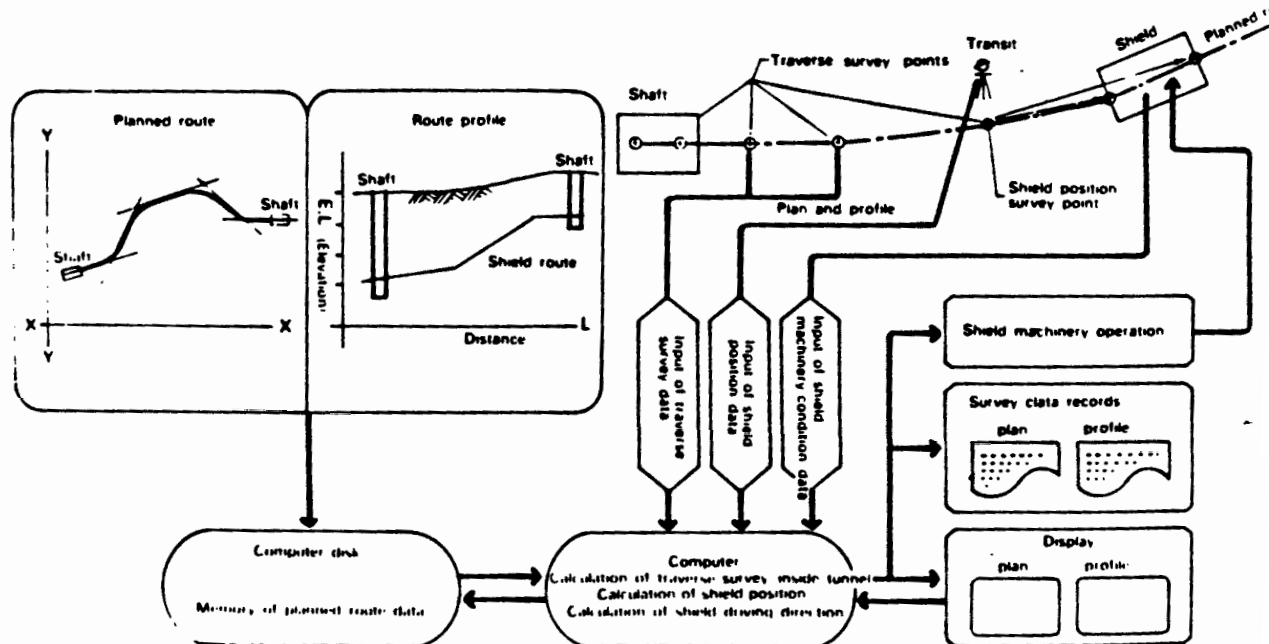 Planned route
Y
Shaft
Shaft
X
X
Y
Route profile
Shaft
Shaft
E.L (Elevation)
Shield route
L
Distance
Shaft
Traverse survey points
Transit
Shield
Planned
Shield position
survey point
Plan and profile
Input of traverse
survey data
Input of shield
position data
Input of shield
machinery condition data
Shield machinery operation
Survey data records
plan
profile
Display
plan
profile
Computer disk
Memory of planned route data
Computer
Calculation of traverse survey inside tunnel
Calculation of shield position
Calculation of shield driving direction